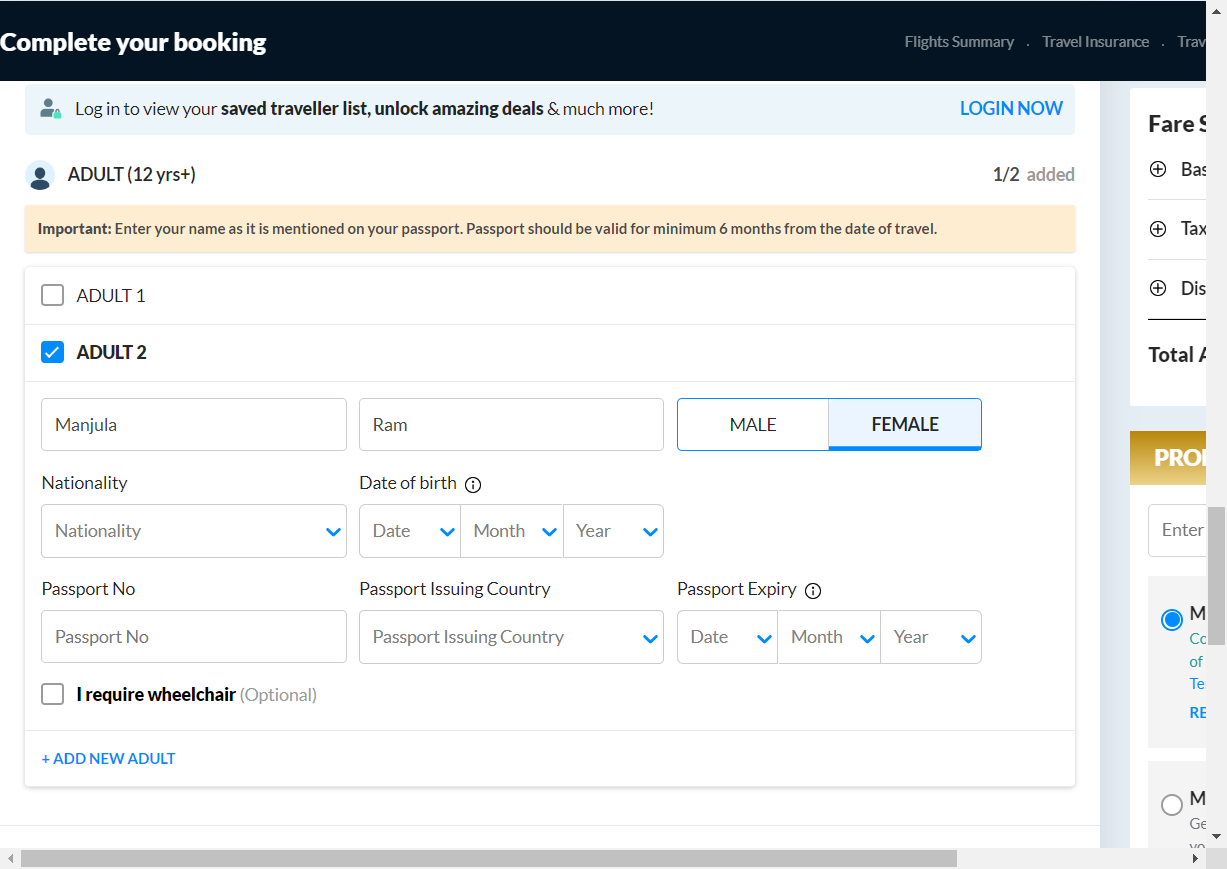 Complete your booking
Flights Summary . Travel Insurance . Trav
Log in to view your saved traveller list, unlock amazing deals & much more!
LOGIN NOW
ADULT (12 yrs+)
1/2 added
Important: Enter your name as it is mentioned on your passport. Passport should be valid for minimum 6 months from the date of travel.
ADULT 1
ADULT 2
Manjula
Ram
MALE
FEMALE
Nationality
Date of birth
Nationality
Date
Month
Year
Passport No
Passport Issuing Country
Passport Expiry
Passport No
Passport Issuing Country
Date
Month
Year
I require wheelchair (Optional)
+ ADD NEW ADULT
Fare S
Bas
Tax
Dis
Total A
PRO
Enter
M
Co
of
Te
RE
M
Ge
you